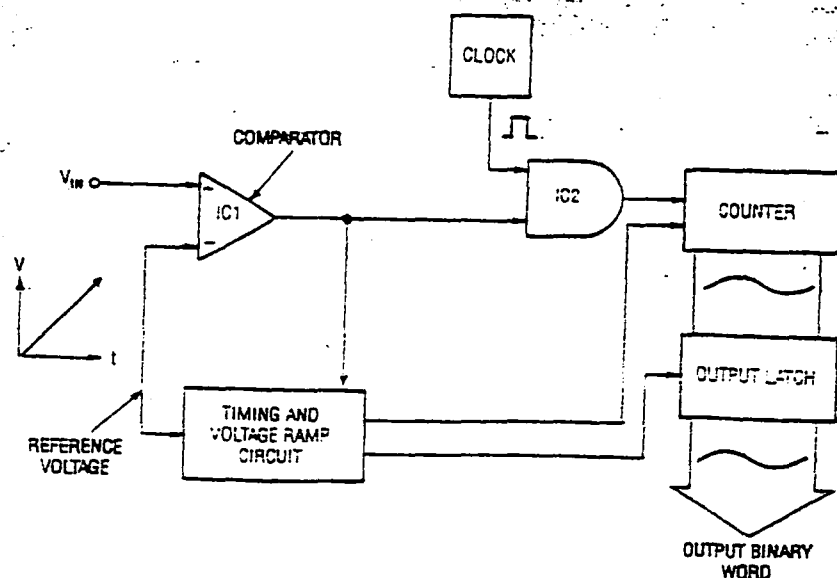 CLOCK
COMPARATOR
V_IN
IC1
IC2
COUNTER
V
t
OUTPUT LATCH
TIMING AND
VOLTAGE RAMP
CIRCUIT
REFERENCE
VOLTAGE
OUTPUT BINARY
WORD